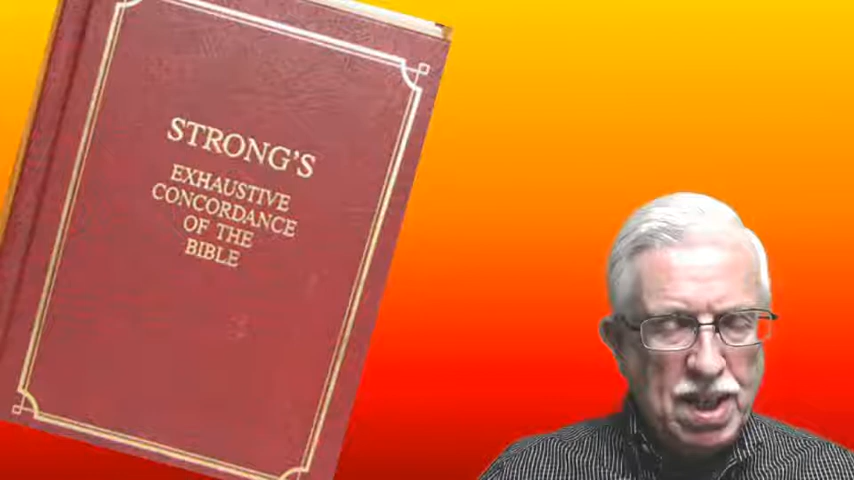 STRONG'S
EXHAUSTIVE
CONCORDANCE
OF THE
BIBLE